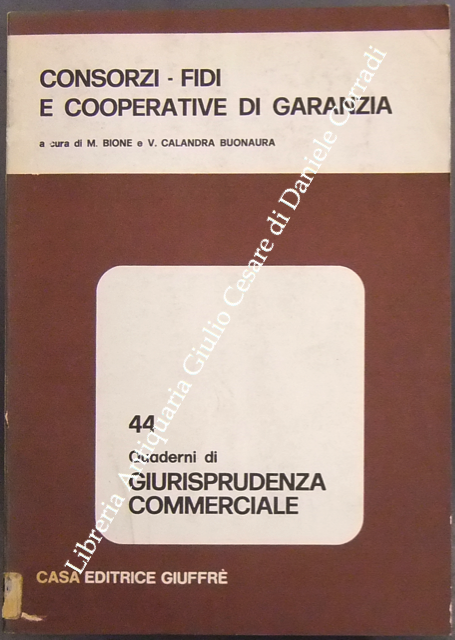 CONSORZI - FIDI
E COOPERATIVE DI GARANZIA
a cura di M. BIONE e V. CALANDRA BUONAURA
44
Quaderni di
GIURISPRUDENZA
COMMERCIALE
CASA EDITRICE GIUFFRÈ
Libreria Antiquaria Giulio Cesare di Daniele Corradi